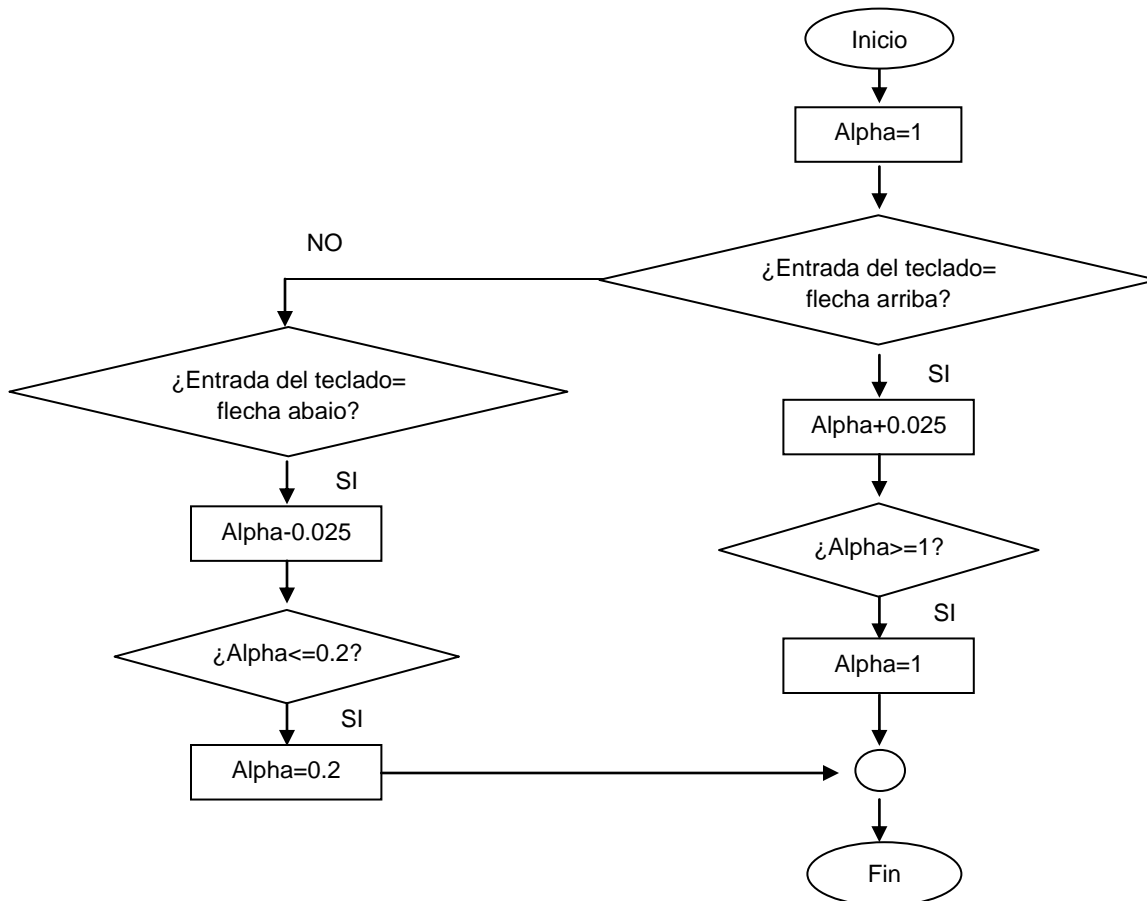 Inicio
Alpha=1
NO
¿Entrada del teclado=
flecha arriba?
¿Entrada del teclado=
flecha abaio?
SI
Alpha+0.025
SI
Alpha-0.025
¿Alpha>=1?
SI
¿Alpha<=0.2?
Alpha=1
SI
Alpha=0.2
Fin